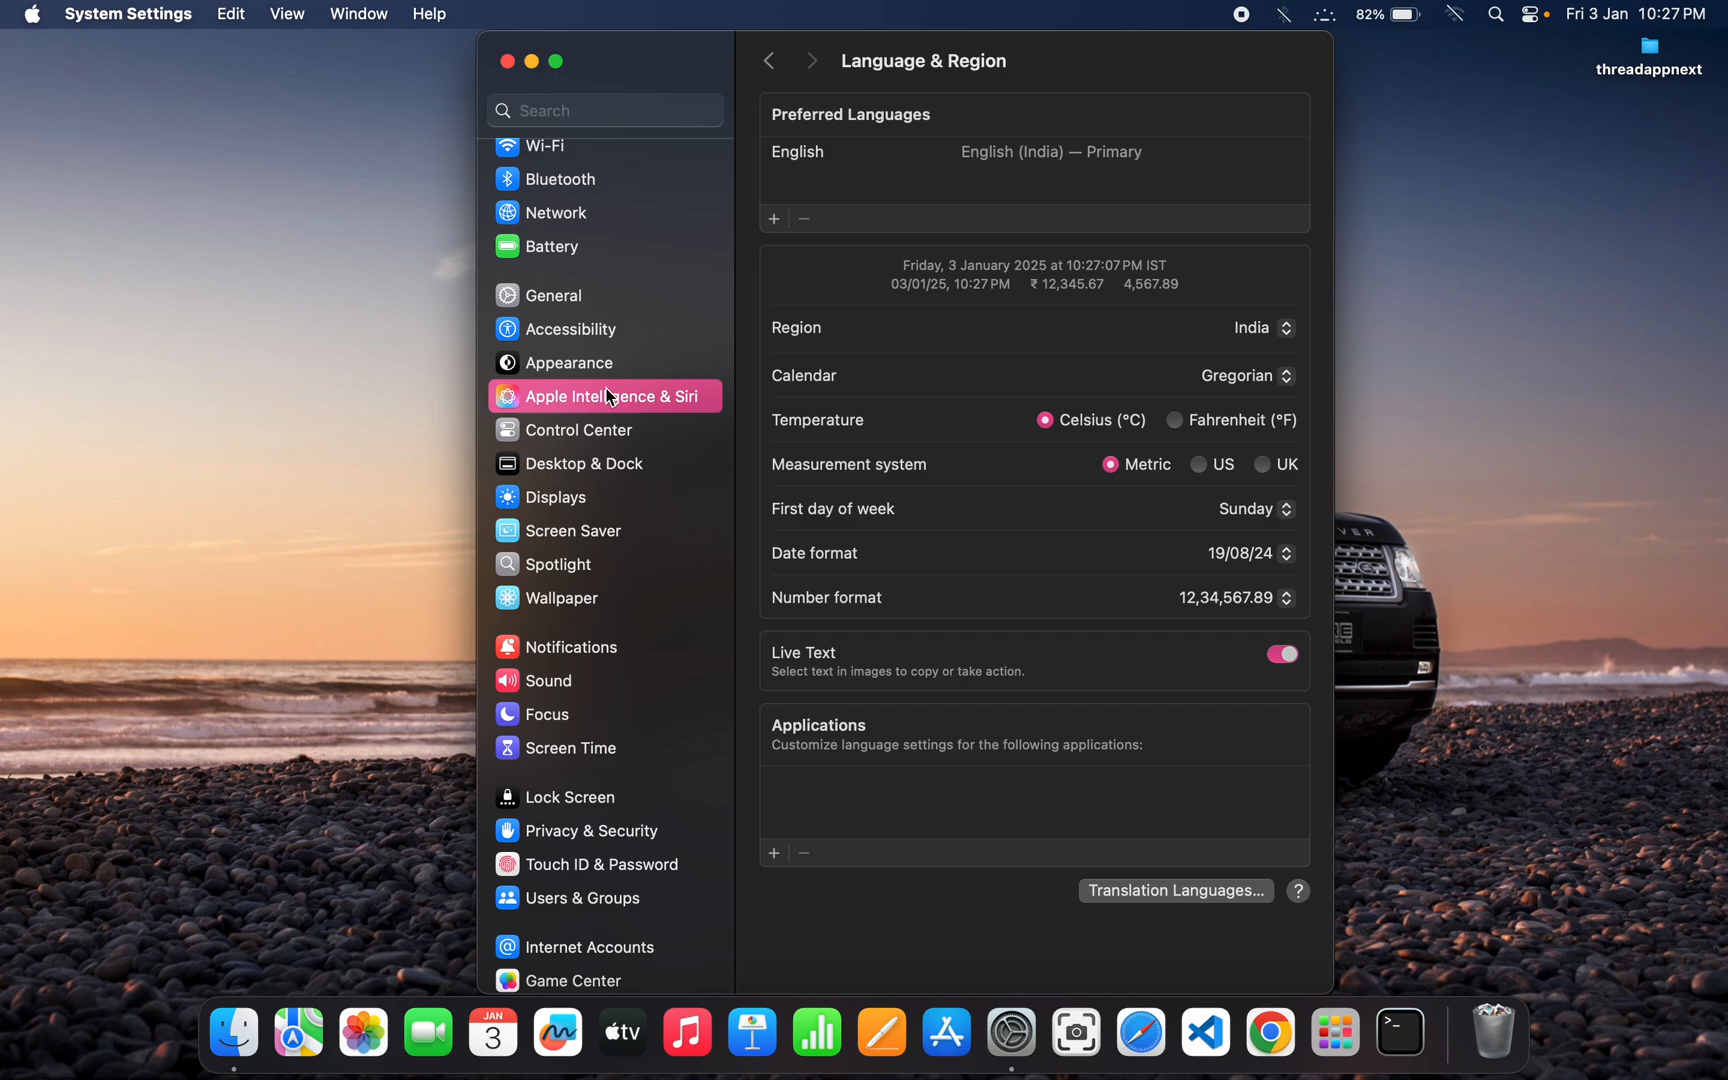 System Settings Edit View Window Help 82% Fri 3 Jan 10:27 PM
threadappnext
Search
Wi-Fi
Bluetooth
Network
Battery
General
Accessibility
Appearance
Apple Intelligence & Siri
Control Center
Desktop & Dock
Displays
Screen Saver
Spotlight
Wallpaper
Notifications
Sound
Focus
Screen Time
Lock Screen
Privacy & Security
Touch ID & Password
Users & Groups
Internet Accounts
Game Center
Language & Region
Preferred Languages
English English (India) — Primary
+ −
Friday, 3 January 2025 at 10:27:07 PM IST
03/01/25, 10:27 PM ₹ 12,345.67 4,567.89
Region India
Calendar Gregorian
Temperature Celsius (°C) Fahrenheit (°F)
Measurement system Metric US UK
First day of week Sunday
Date format 19/08/24
Number format 12,34,567.89
Live Text
Select text in images to copy or take action.
Applications
Customize language settings for the following applications:
+ −
Translation Languages... ?
JAN
3
tv